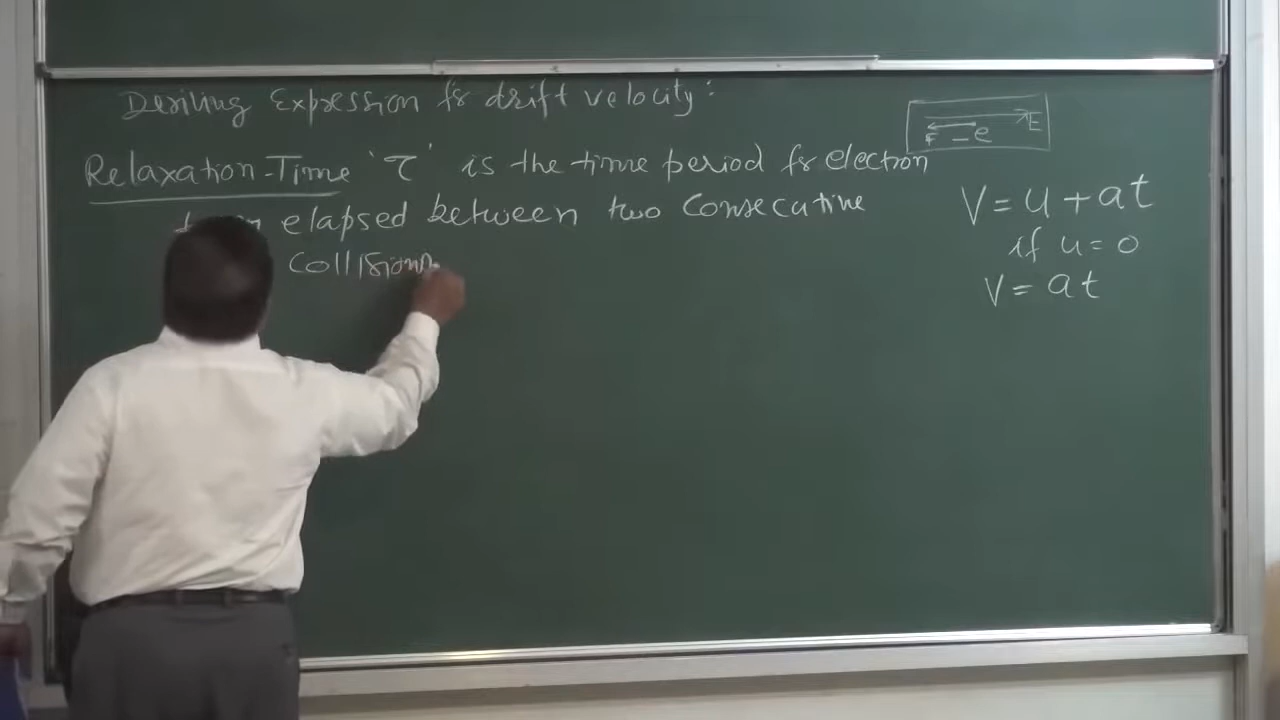 Deriving Expression for drift velocity:
E
F -e
Relaxation-Time 'τ' is the time period for electron
elapsed between two Consecutive
Collisions
V = u + at
if u = 0
V = at